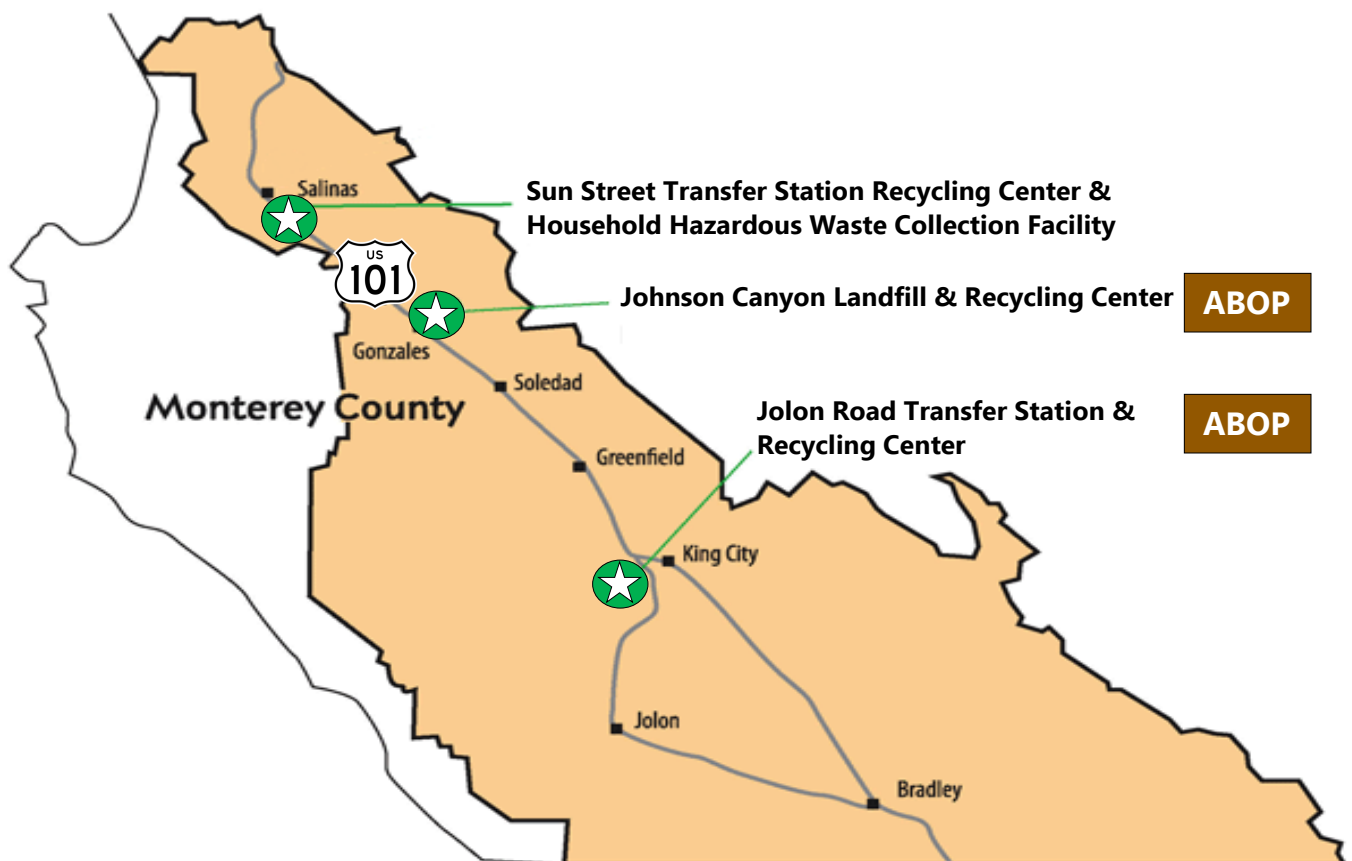 Salinas
Sun Street Transfer Station Recycling Center &
Household Hazardous Waste Collection Facility
US
101
Johnson Canyon Landfill & Recycling Center
ABOP
Gonzales
Soledad
Monterey County
Jolon Road Transfer Station &
Recycling Center
ABOP
Greenfield
King City
Jolon
Bradley